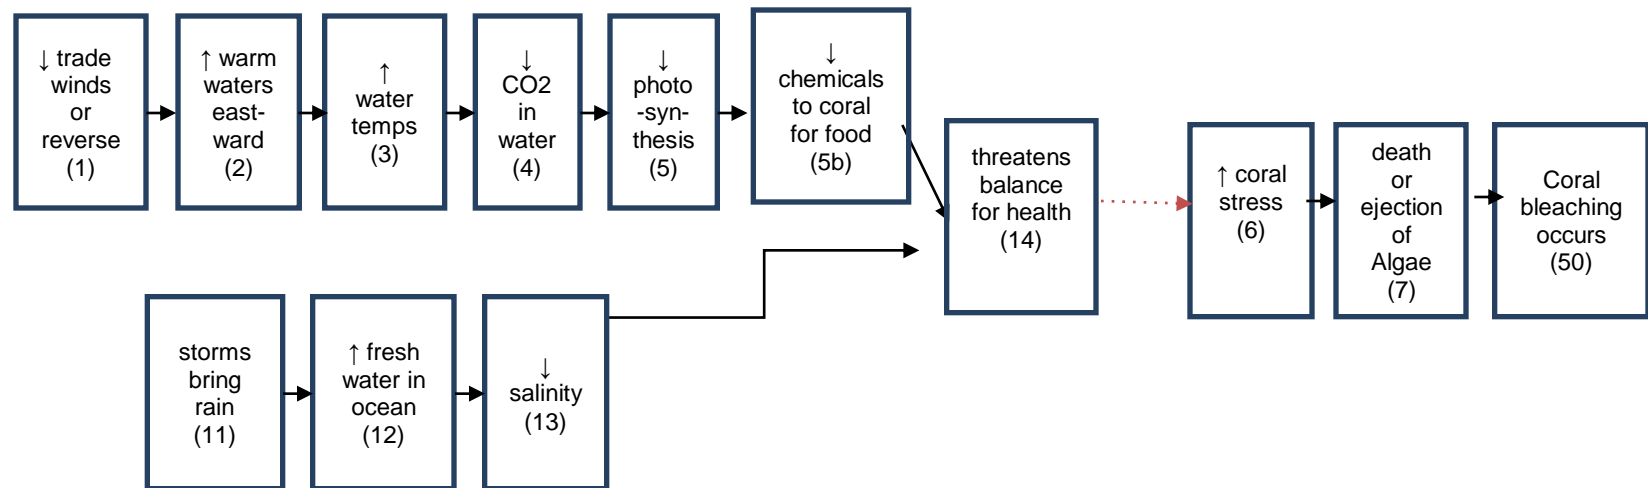 ↓ trade
winds
or
reverse
(1)
↑ warm
waters
east-
ward
(2)
↑
water
temps
(3)
↓
CO2
in
water
(4)
↓
photo
-syn-
thesis
(5)
↓
chemicals
to coral
for food
(5b)
threatens
balance
for health
(14)
↑ coral
stress
(6)
death
or
ejection
of
Algae
(7)
Coral
bleaching
occurs
(50)
storms
bring
rain
(11)
↑ fresh
water in
ocean
(12)
↓
salinity
(13)